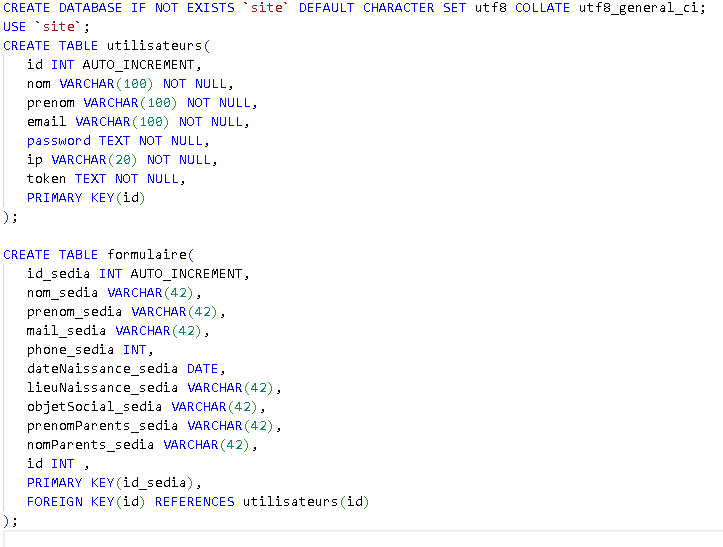 CREATE DATABASE IF NOT EXISTS `site` DEFAULT CHARACTER SET utf8 COLLATE utf8_general_ci;
USE `site`;
CREATE TABLE utilisateurs(
   id INT AUTO_INCREMENT,
   nom VARCHAR(100) NOT NULL,
   prenom VARCHAR(100) NOT NULL,
   email VARCHAR(100) NOT NULL,
   password TEXT NOT NULL,
   ip VARCHAR(20) NOT NULL,
   token TEXT NOT NULL,
   PRIMARY KEY(id)
);

CREATE TABLE formulaire(
   id_sedia INT AUTO_INCREMENT,
   nom_sedia VARCHAR(42),
   prenom_sedia VARCHAR(42),
   mail_sedia VARCHAR(42),
   phone_sedia INT,
   dateNaissance_sedia DATE,
   lieuNaissance_sedia VARCHAR(42),
   objetSocial_sedia VARCHAR(42),
   prenomParents_sedia VARCHAR(42),
   nomParents_sedia VARCHAR(42),
   id INT ,
   PRIMARY KEY(id_sedia),
   FOREIGN KEY(id) REFERENCES utilisateurs(id)
);